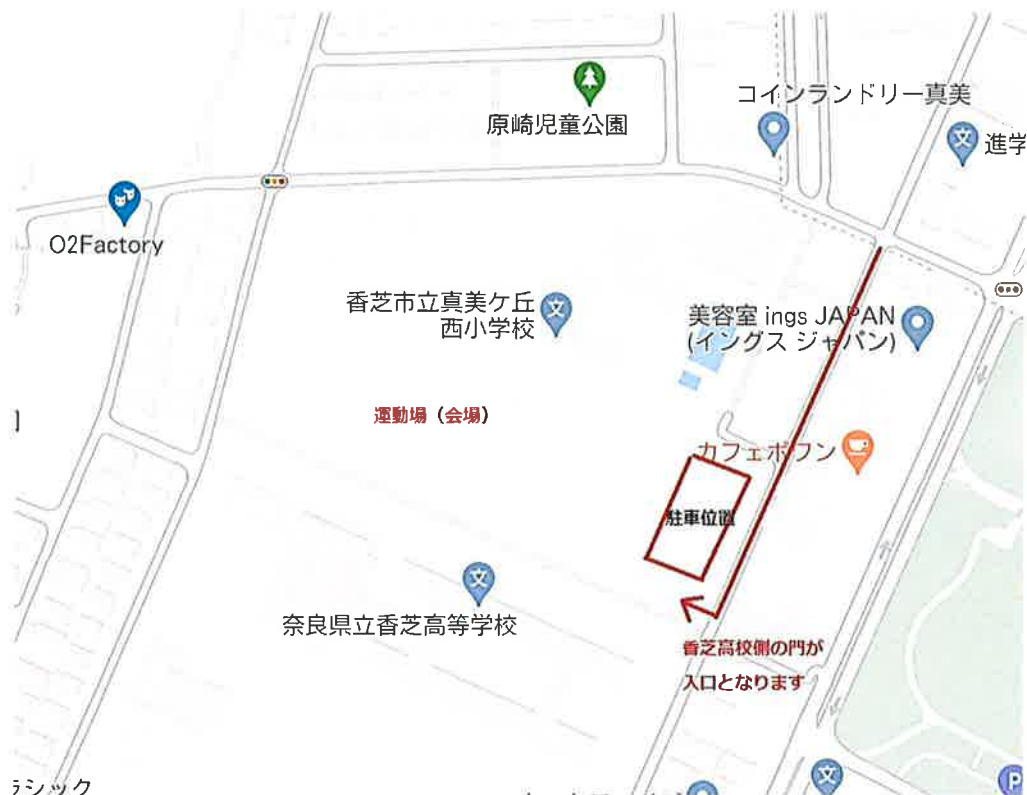 コインランドリー真美
原崎児童公園
進学
O2Factory
香芝市立真美ケ丘
西小学校
美容室 ings JAPAN
(イングス ジャパン)
運動場（会場）
カフェボワン
駐車位置
奈良県立香芝高等学校
香芝高校側の門が
入口となります
ラシック
P